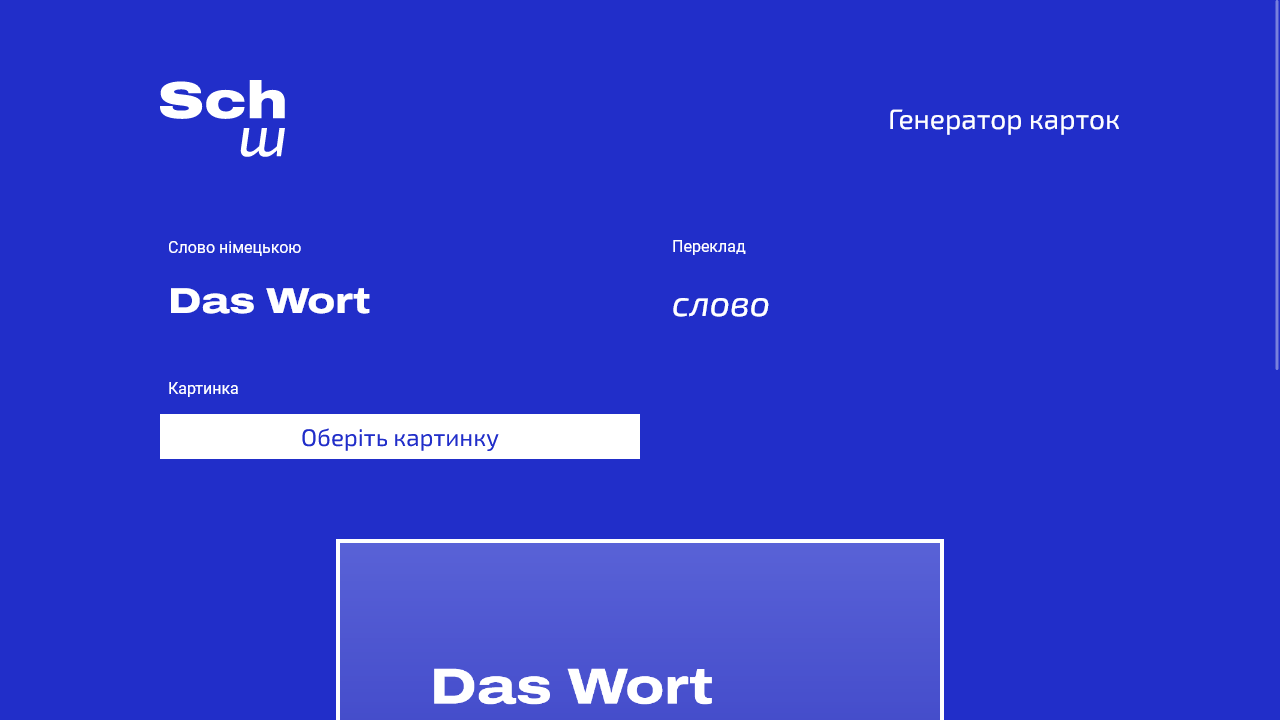 Sch
ш
Генератор карток
Слово німецькою
Переклад
Das Wort
слово
Картинка
Оберіть картинку
Das Wort